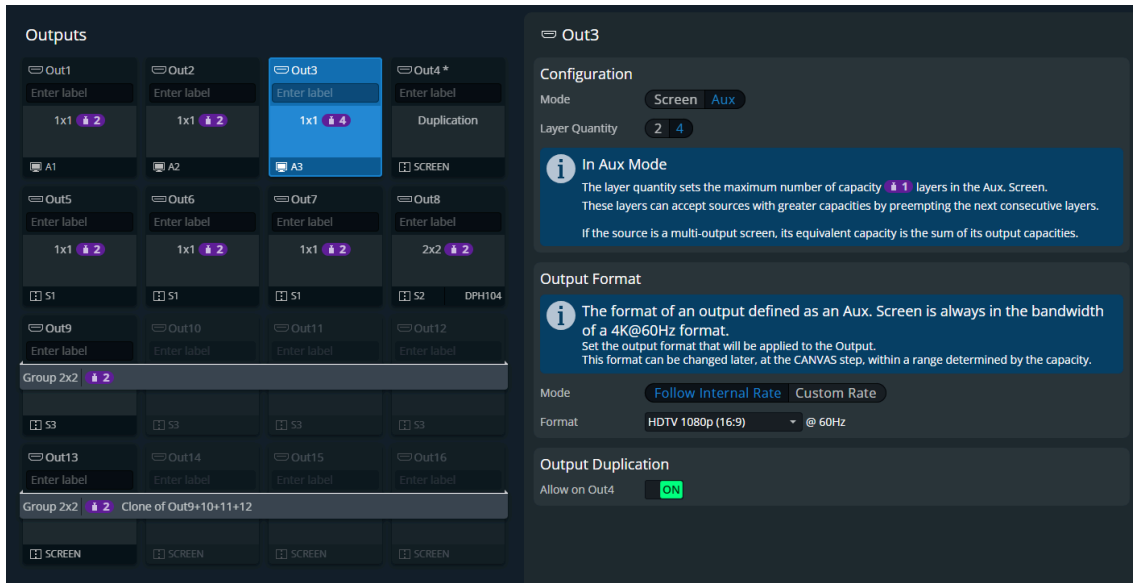 Outputs
Out1 Out2 Out3 Out4 *
Enter label Enter label Enter label Enter label
1x1 2 1x1 2 1x1 4 Duplication
A1 A2 A3 SCREEN
Out5 Out6 Out7 Out8
Enter label Enter label Enter label Enter label
1x1 2 1x1 2 1x1 2 2x2 2
S1 S1 S1 S2 DPH104
Out9 Out10 Out11 Out12
Enter label Enter label Enter label Enter label
Group 2x2 2
S3 S3 S3 S3
Out13 Out14 Out15 Out16
Enter label Enter label Enter label Enter label
Group 2x2 2 Clone of Out9+10+11+12
SCREEN SCREEN SCREEN SCREEN
Out3
Configuration
Mode Screen Aux
Layer Quantity 2 4
In Aux Mode
The layer quantity sets the maximum number of capacity 1 layers in the Aux. Screen.
These layers can accept sources with greater capacities by preempting the next consecutive layers.
If the source is a multi-output screen, its equivalent capacity is the sum of its output capacities.
Output Format
The format of an output defined as an Aux. Screen is always in the bandwidth
of a 4K@60Hz format.
Set the output format that will be applied to the Output.
This format can be changed later, at the CANVAS step, within a range determined by the capacity.
Mode Follow Internal Rate Custom Rate
Format HDTV 1080p (16:9) @ 60Hz
Output Duplication
Allow on Out4 ON